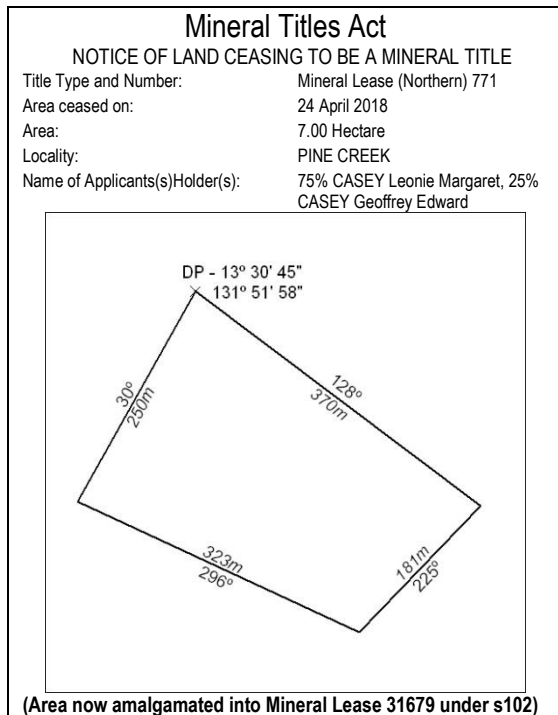 Mineral Titles Act
NOTICE OF LAND CEASING TO BE A MINERAL TITLE
Title Type and Number: Mineral Lease (Northern) 771
Area ceased on: 24 April 2018
Area: 7.00 Hectare
Locality: PINE CREEK
Name of Applicants(s)Holder(s): 75% CASEY Leonie Margaret, 25%
CASEY Geoffrey Edward
DP - 13º 30' 45"
131º 51' 58"
30º
250m
128º
370m
323m
296º
181m
225º
(Area now amalgamated into Mineral Lease 31679 under s102)